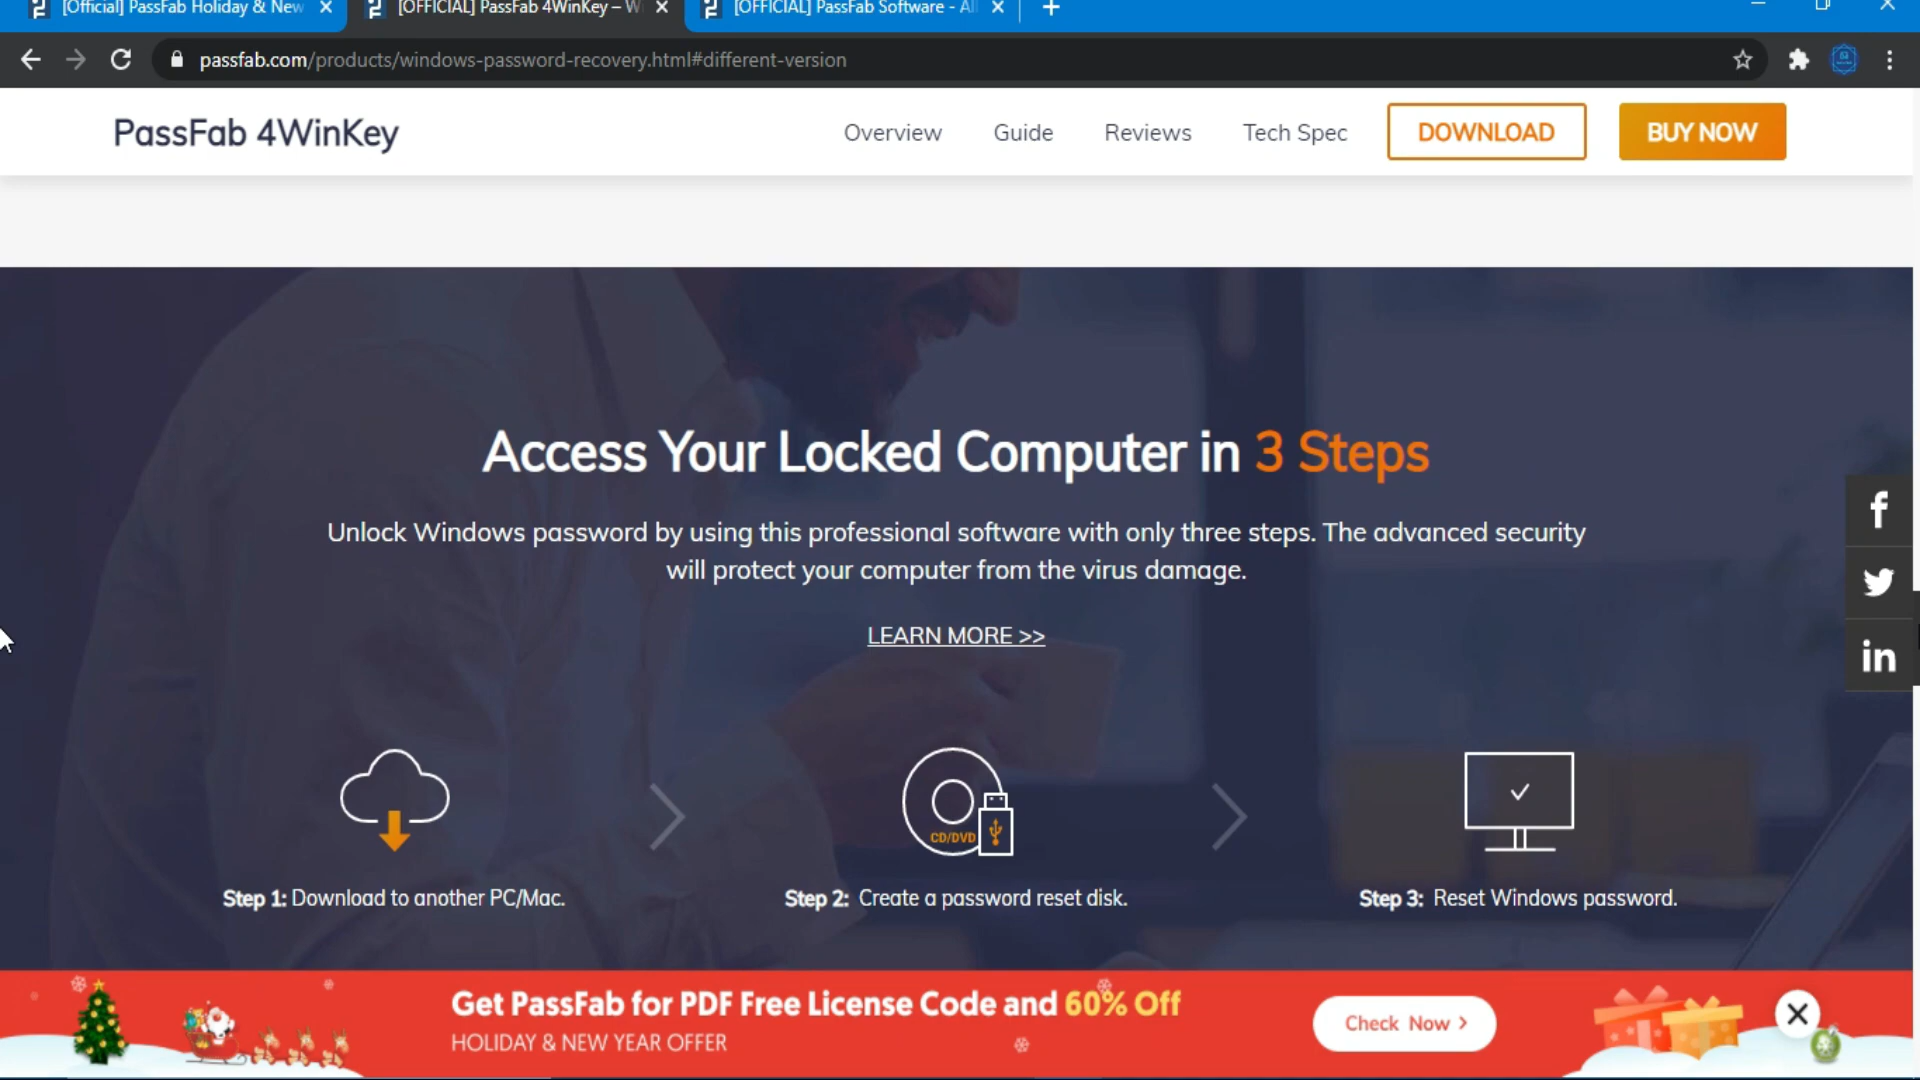 [Official] PassFab Holiday & New
[OFFICIAL] PassFab 4WinKey – W
[OFFICIAL] PassFab Software - All
passfab.com/products/windows-password-recovery.html#different-version
PassFab 4WinKey
Overview
Guide
Reviews
Tech Spec
DOWNLOAD
BUY NOW
Access Your Locked Computer in 3 Steps
Unlock Windows password by using this professional software with only three steps. The advanced security
will protect your computer from the virus damage.
LEARN MORE >>
CD/DVD
Step 1: Download to another PC/Mac.
Step 2: Create a password reset disk.
Step 3: Reset Windows password.
Get PassFab for PDF Free License Code and 60% Off
HOLIDAY & NEW YEAR OFFER
Check Now >